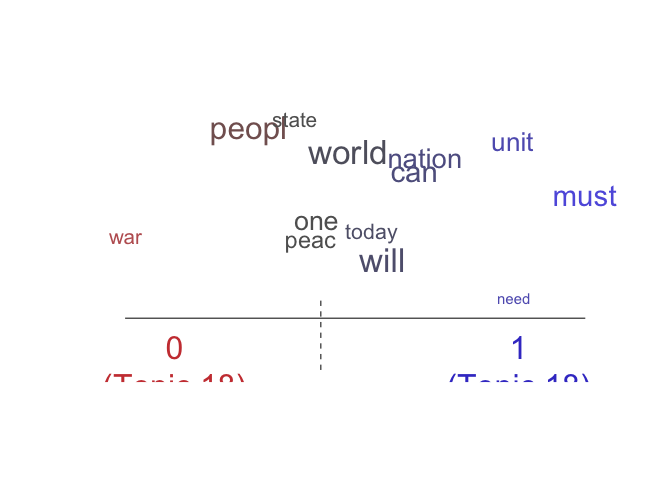 state
peopl
unit
world
nation
can
must
one
today
war
peac
will
need
0 1
(Topic 18) (Topic 18)